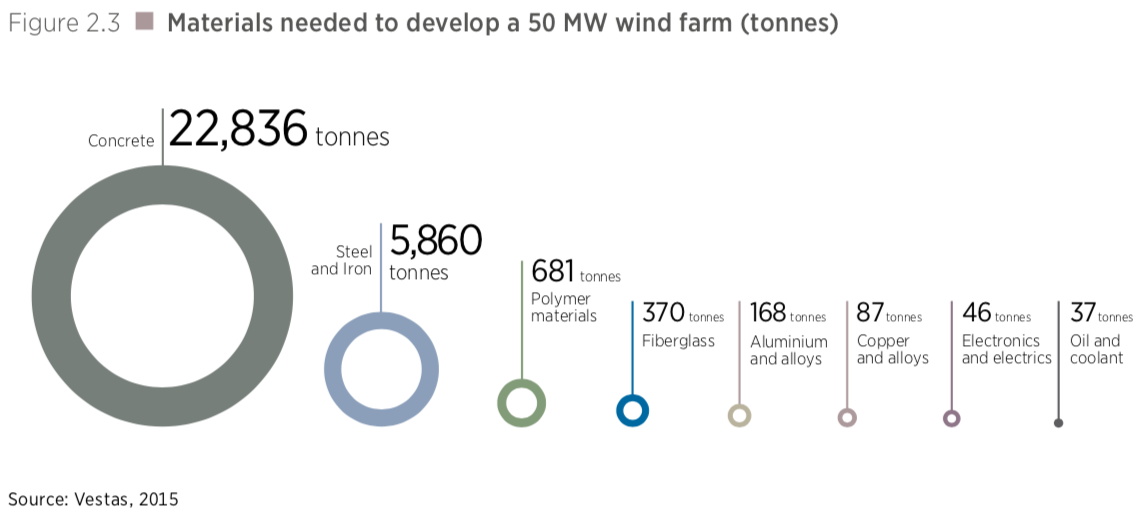 Figure 2.3 Materials needed to develop a 50 MW wind farm (tonnes)
Concrete 22,836 tonnes
Steel
and Iron
5,860
tonnes
681 tonnes
Polymer
materials
370 tonnes
Fiberglass
168 tonnes
Aluminium
and alloys
87 tonnes
Copper
and alloys
46 tonnes
Electronics
and electrics
37 tonnes
Oil and
coolant
Source: Vestas, 2015